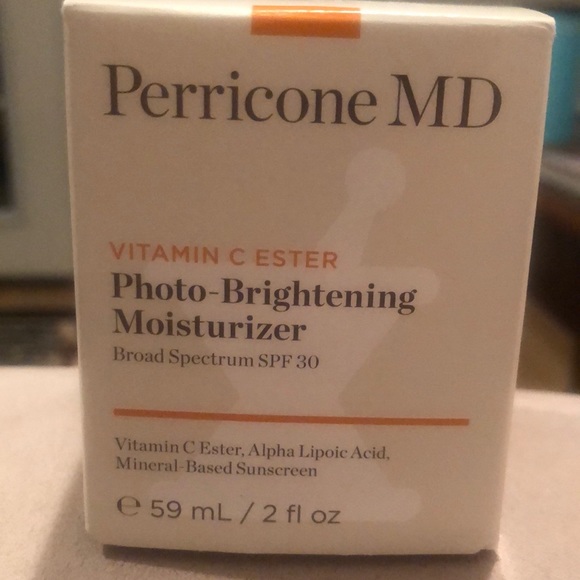 Perricone MD
VITAMIN C ESTER
Photo-Brightening
Moisturizer
Broad Spectrum SPF 30
Vitamin C Ester, Alpha Lipoic Acid,
Mineral-Based Sunscreen
℮ 59 mL / 2 fl oz